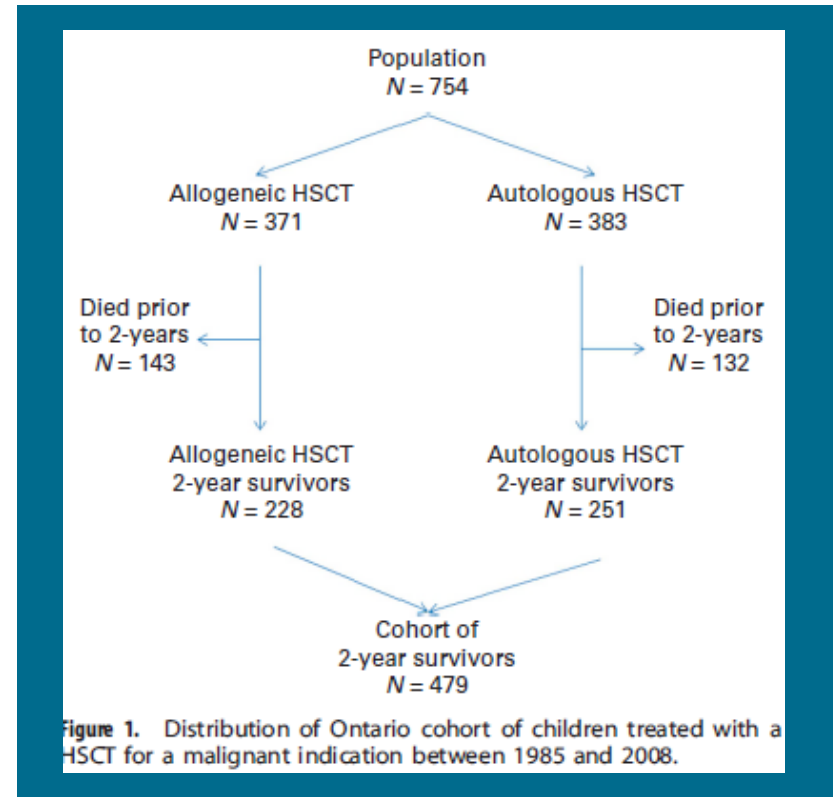 Population
N = 754
Allogeneic HSCT
N = 371
Autologous HSCT
N = 383
Died prior
to 2-years
N = 143
Died prior
to 2-years
N = 132
Allogeneic HSCT
2-year survivors
N = 228
Autologous HSCT
2-year survivors
N = 251
Cohort of
2-year survivors
N = 479
Figure 1. Distribution of Ontario cohort of children treated with a
HSCT for a malignant indication between 1985 and 2008.